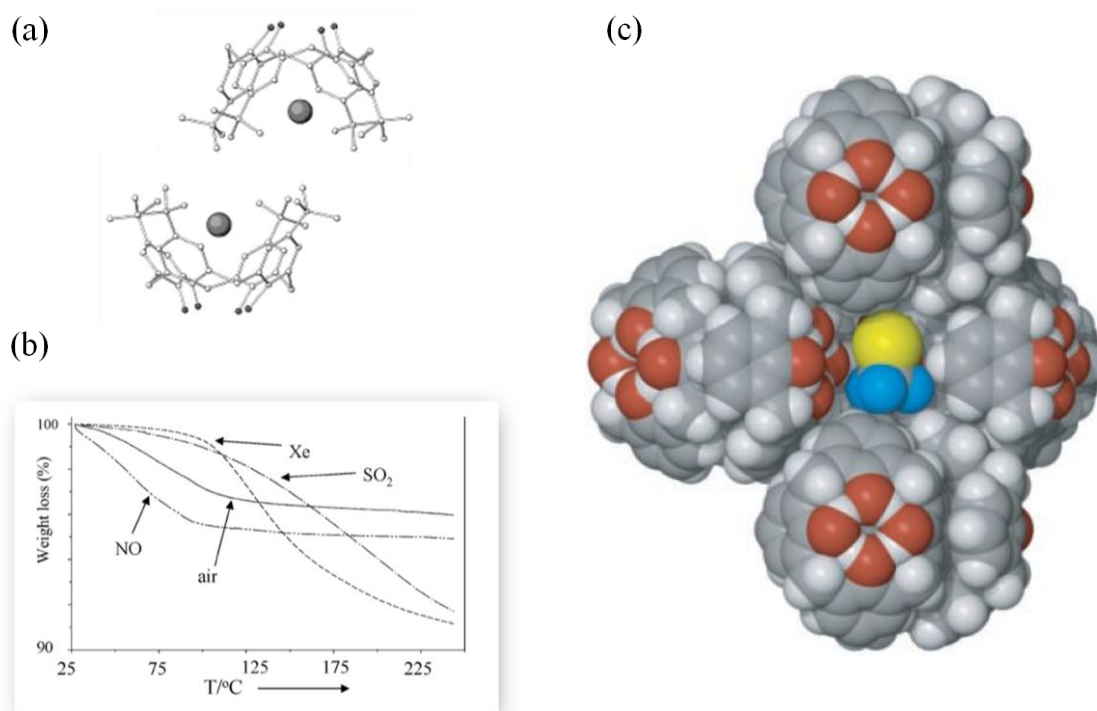 (a)
(b)
100
Weight loss (%)
90
Xe
SO₂
NO
air
25
75
125
175
225
T/°C
(c)